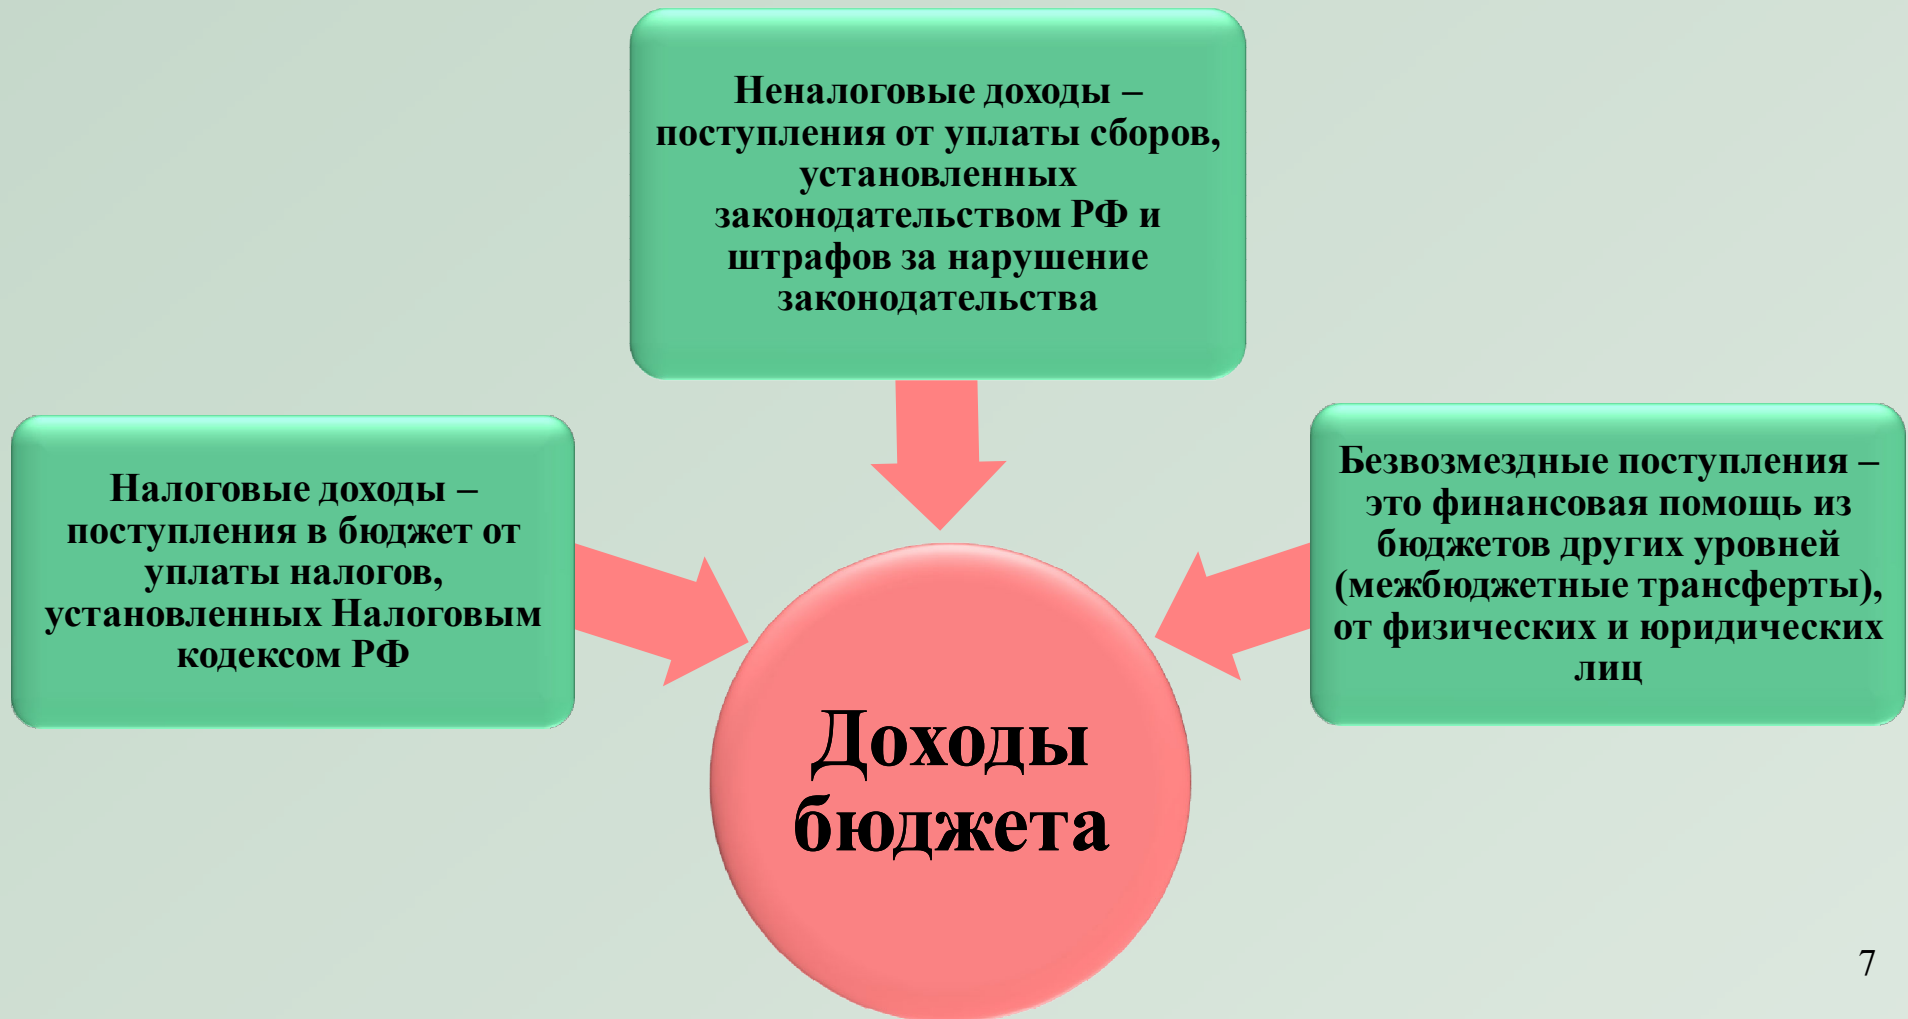 Неналоговые доходы –
поступления от уплаты сборов,
установленных
законодательством РФ и
штрафов за нарушение
законодательства
Налоговые доходы –
поступления в бюджет от
уплаты налогов,
установленных Налоговым
кодексом РФ
Безвозмездные поступления –
это финансовая помощь из
бюджетов других уровней
(межбюджетные трансферты),
от физических и юридических
лиц
Доходы
бюджета
7